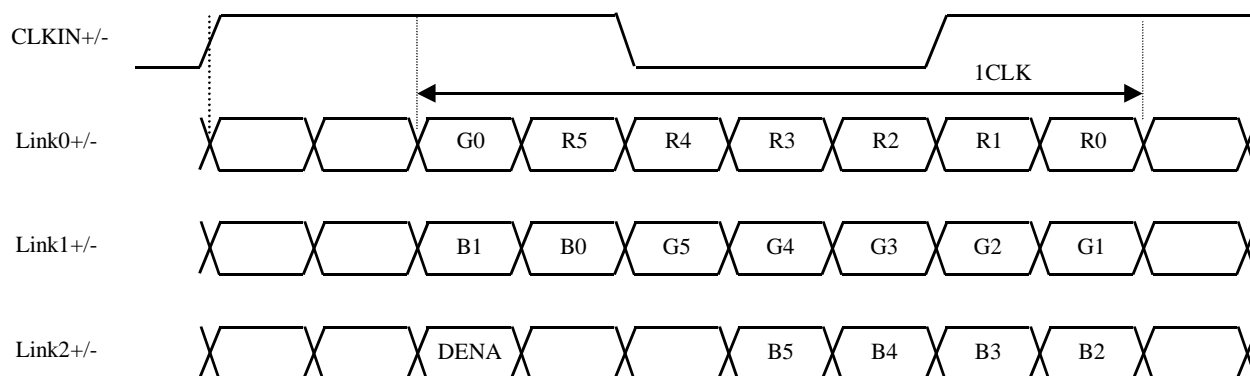 CLKIN+/-
1CLK
Link0+/- G0 R5 R4 R3 R2 R1 R0
Link1+/- B1 B0 G5 G4 G3 G2 G1
Link2+/- DENA B5 B4 B3 B2